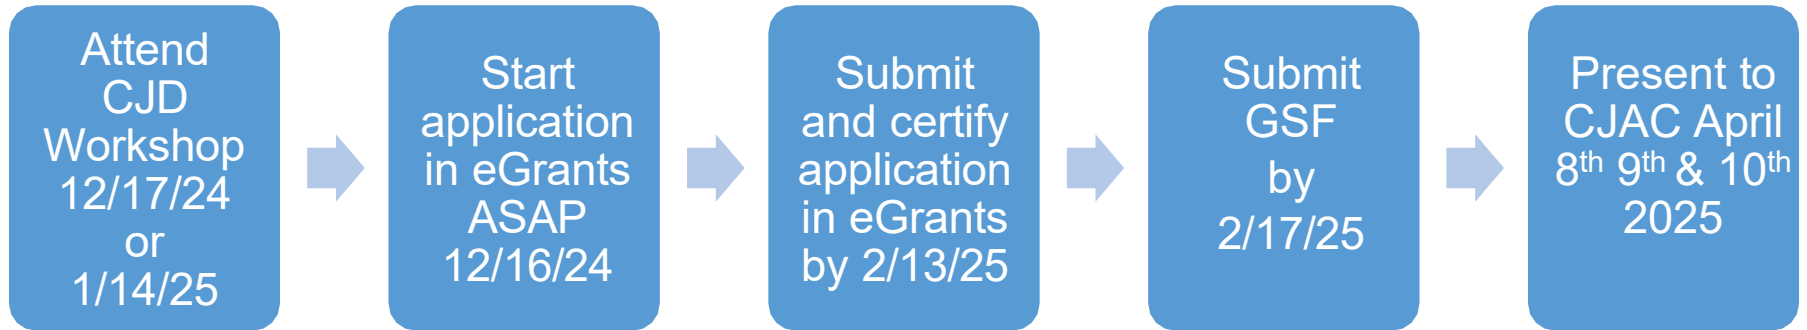 Attend
CJD
Workshop
12/17/24
or
1/14/25
Start
application
in eGrants
ASAP
12/16/24
Submit
and certify
application
in eGrants
by 2/13/25
Submit
GSF
by
2/17/25
Present to
CJAC April
8th 9th & 10th
2025